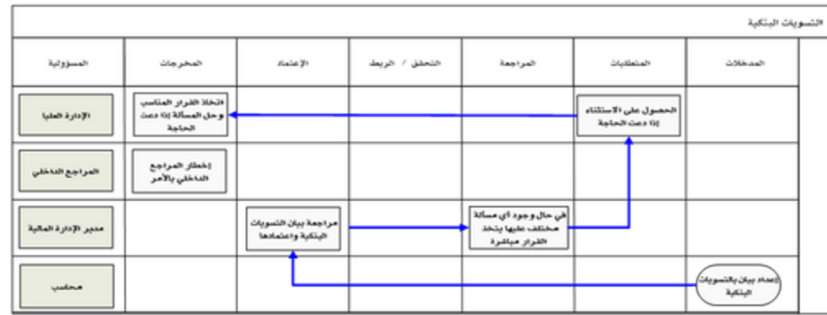 التسويات البنكية
المدخلات
المتطلبات
المراجعة
التحقق / الربط
الإعتماد
المخرجات
المسؤولية
الحصول على الاستثناء
إذا دعت الحاجة
اتخاذ القرار المناسب
وحل المسألة إذا دعت
الحاجة
الإدارة العليا
إخطار المراجع
الداخلي بالأمر
المراجع الداخلي
في حال وجود أي مسألة
مختلف عليها يتخذ
القرار مباشرة
مراجعة بيان التسويات
البنكية واعتمادها
مدير الإدارة المالية
إعداد بيان بالتسويات
البنكية
محاسب